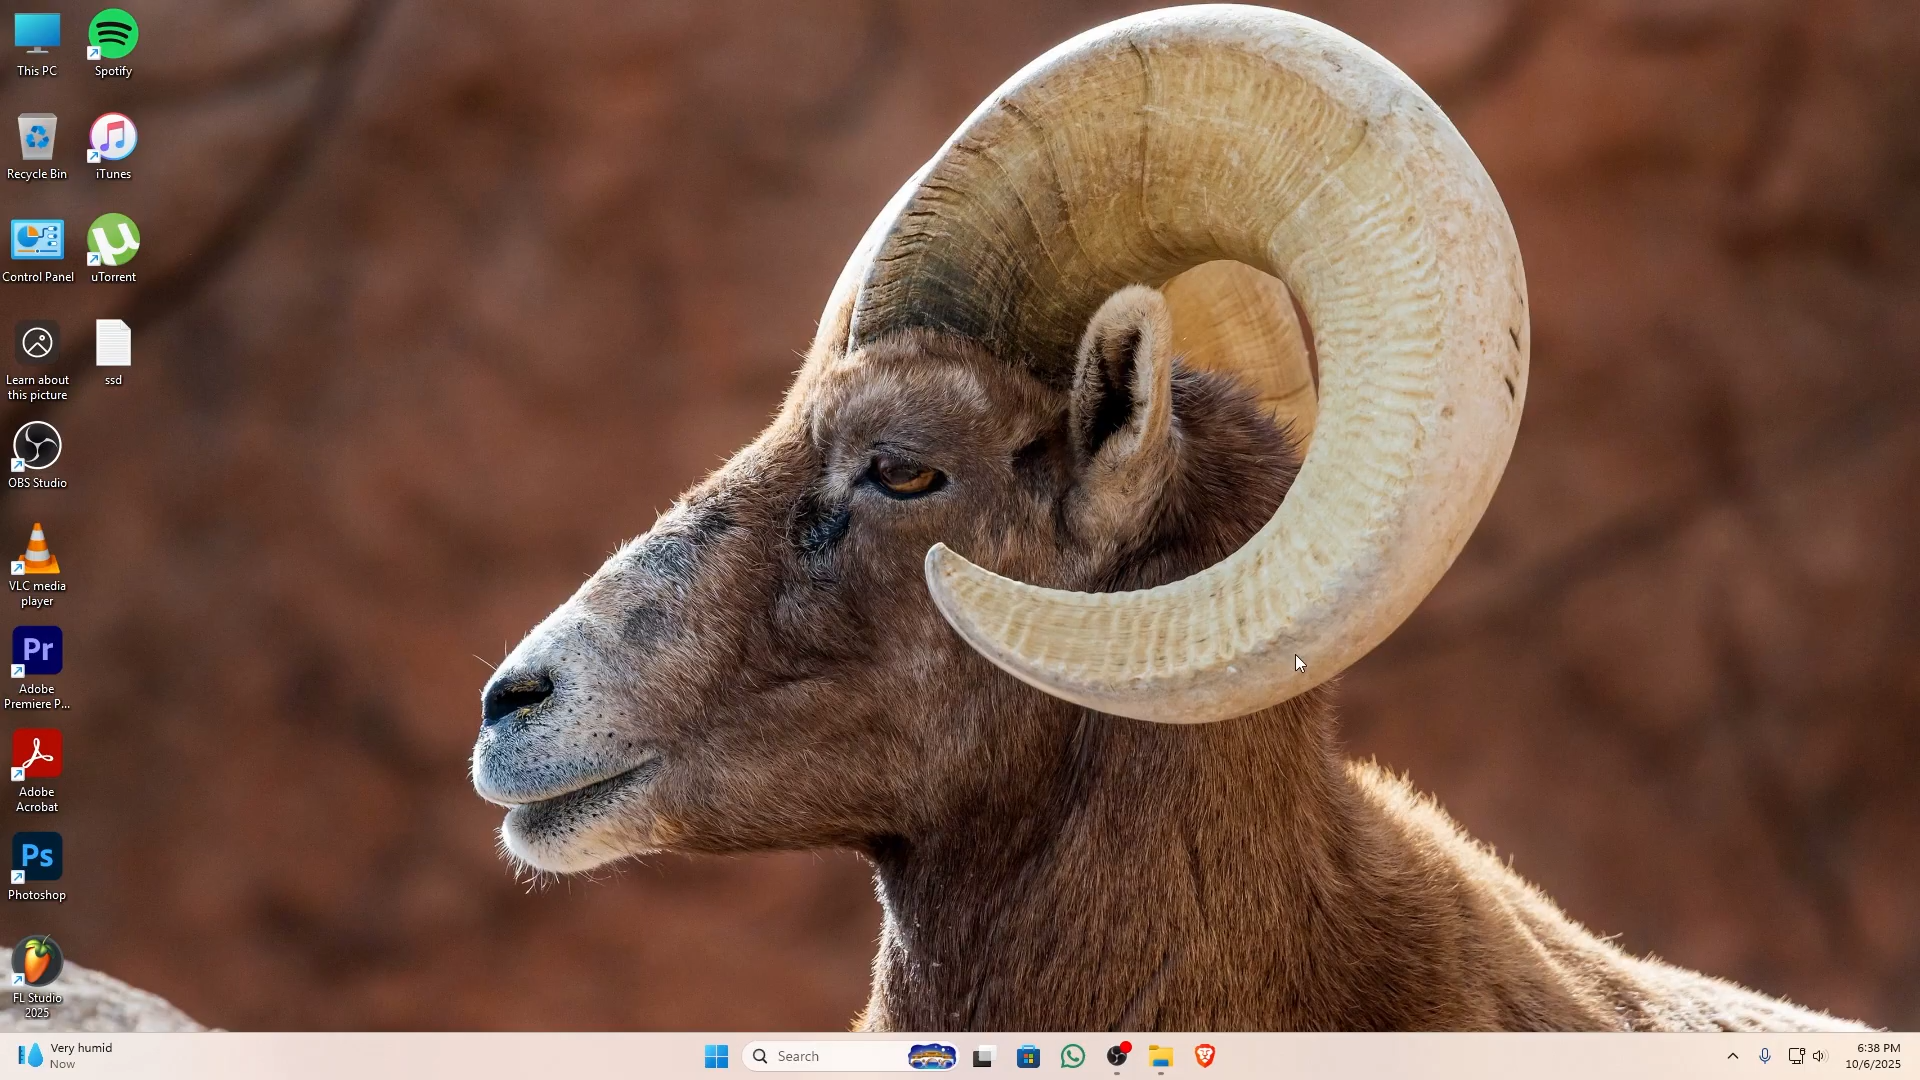 This PC
Spotify
Recycle Bin
iTunes
Control Panel
µ
uTorrent
Learn about
this picture
ssd
OBS Studio
VLC media
player
Pr
Adobe
Premiere P...
Adobe
Acrobat
Ps
Photoshop
FL Studio
2025
Very humid
Now
Search
6:38 PM
10/6/2025